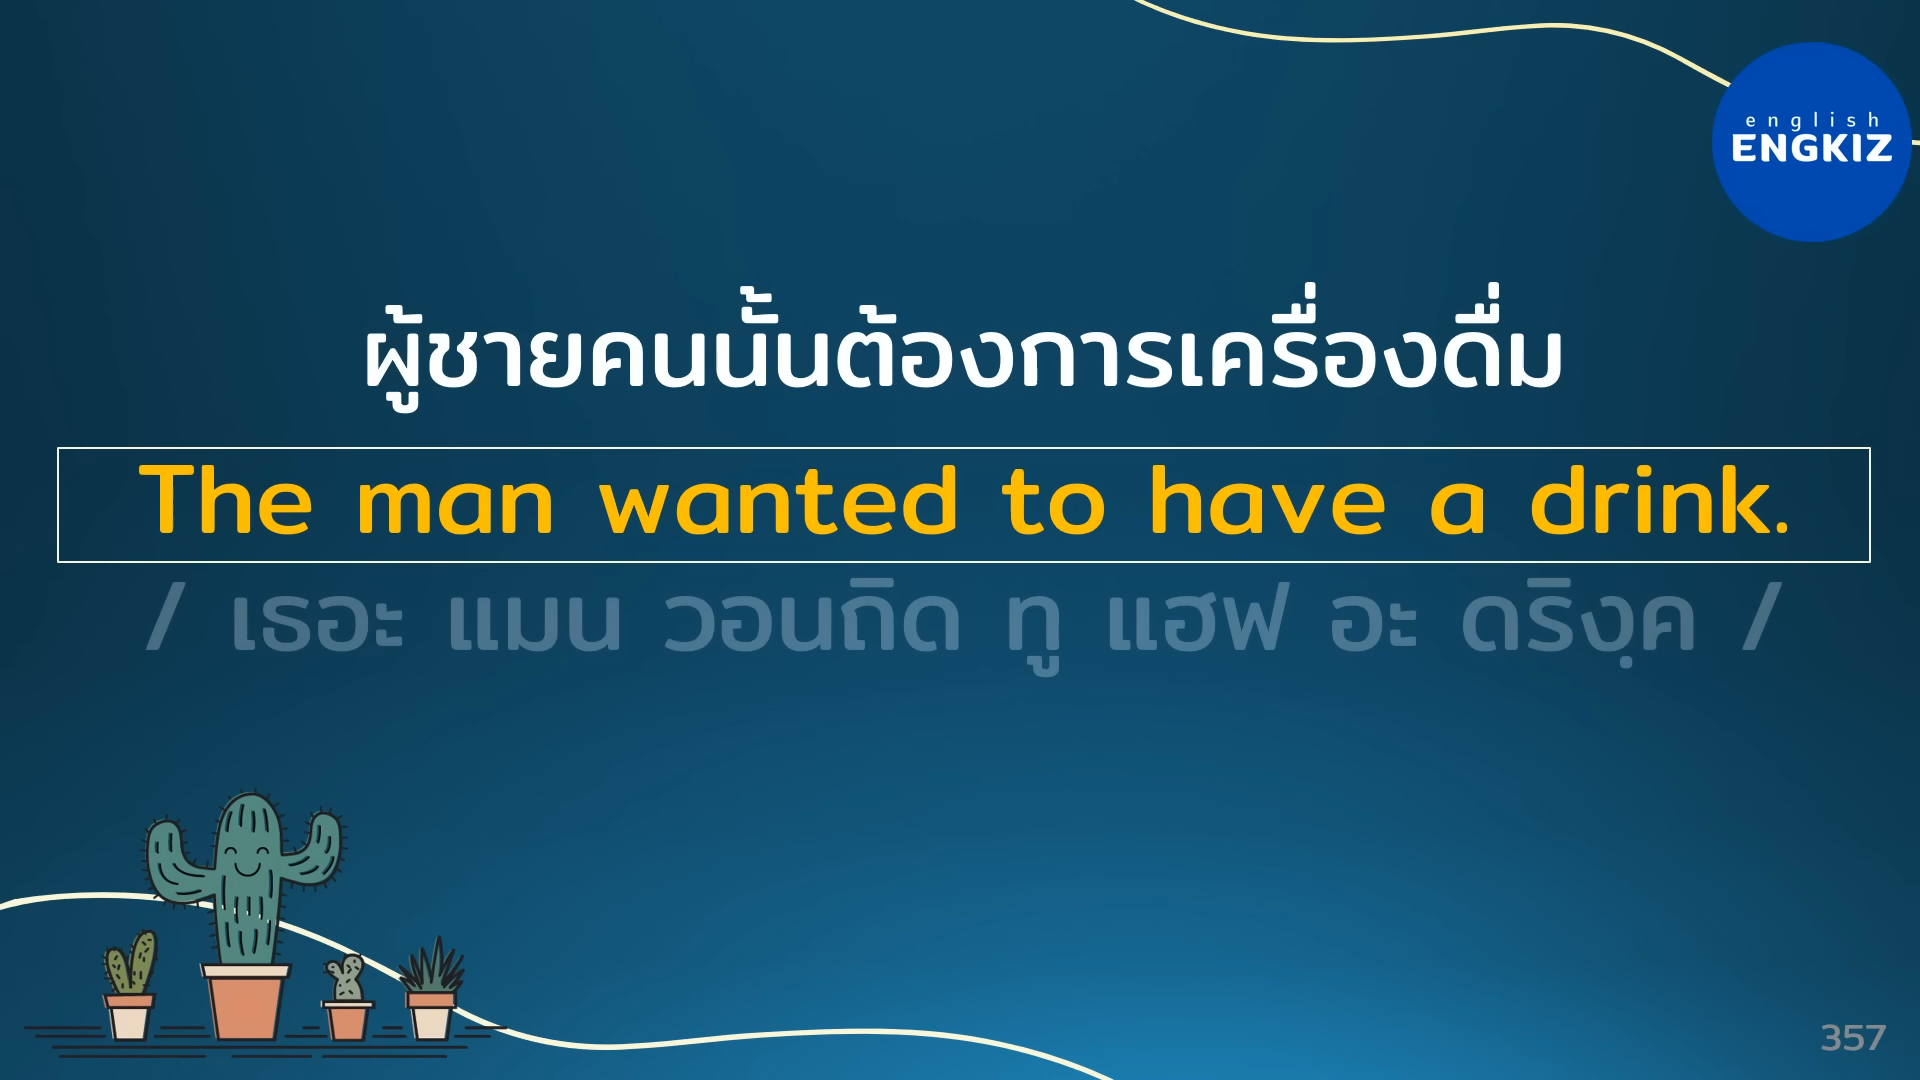 english
ENGKIZ
ผู้ชายคนนั้นต้องการเครื่องดื่ม
The man wanted to have a drink.
/ เธอะ แมน วอนถิด ทู แฮฟ อะ ดริงฺค /
357